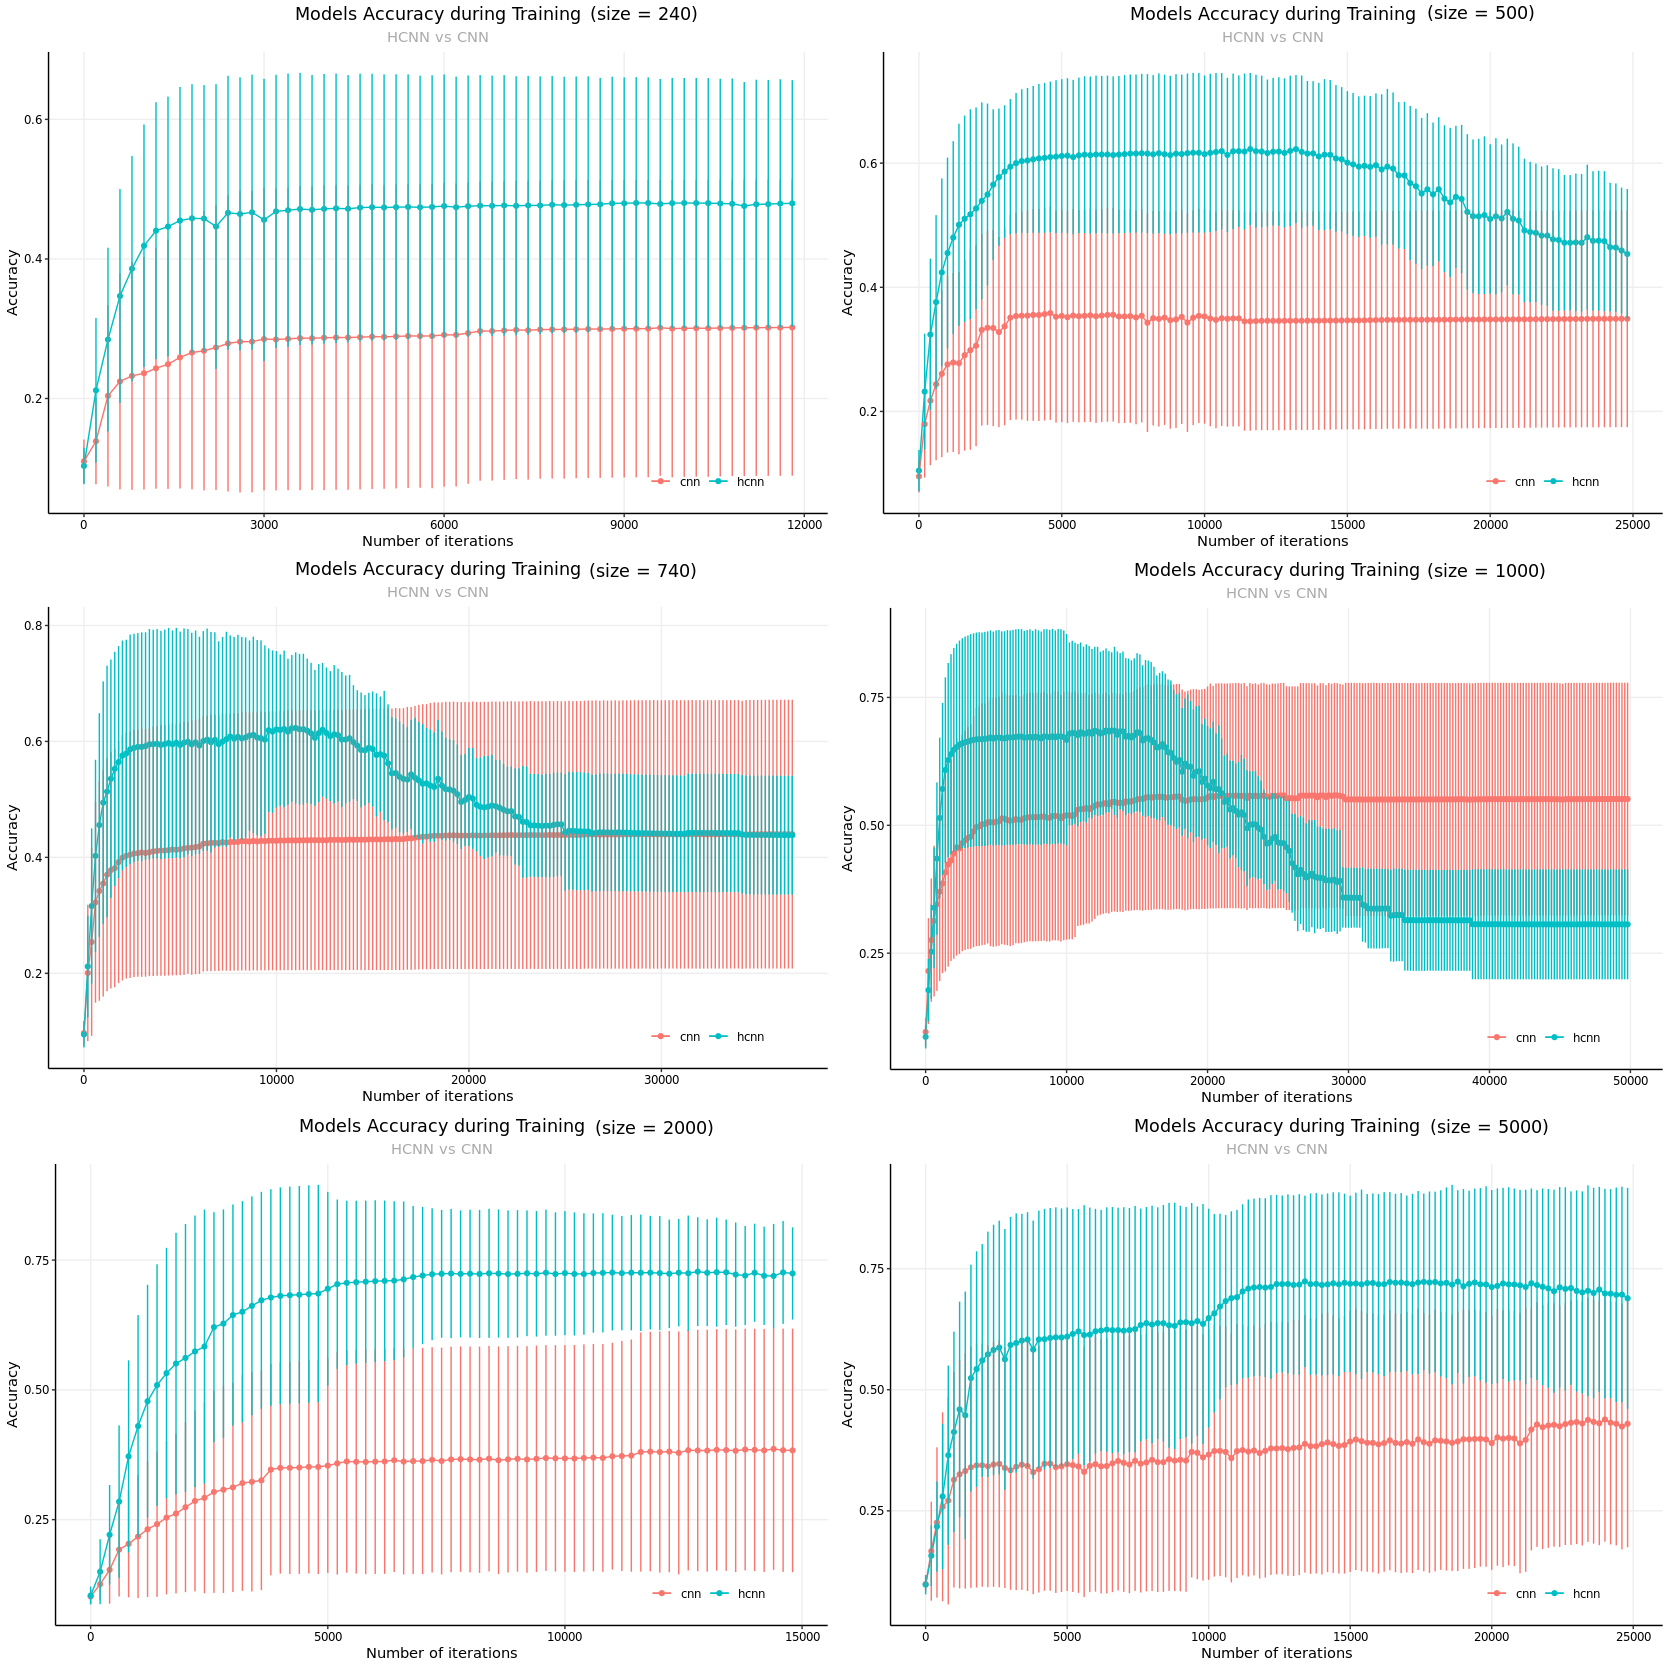 Models Accuracy during Training (size = 240)
HCNN vs CNN
Accuracy
0.6
0.4
0.2
cnn hcnn
0 3000 6000 9000 12000
Number of iterations
Models Accuracy during Training (size = 500)
HCNN vs CNN
Accuracy
0.6
0.4
0.2
cnn hcnn
0 5000 10000 15000 20000 25000
Number of iterations
Models Accuracy during Training (size = 740)
HCNN vs CNN
Accuracy
0.8
0.6
0.4
0.2
cnn hcnn
0 10000 20000 30000
Number of iterations
Models Accuracy during Training (size = 1000)
HCNN vs CNN
Accuracy
0.75
0.50
0.25
cnn hcnn
0 10000 20000 30000 40000 50000
Number of iterations
Models Accuracy during Training (size = 2000)
HCNN vs CNN
Accuracy
0.75
0.50
0.25
cnn hcnn
0 5000 10000 15000
Number of iterations
Models Accuracy during Training (size = 5000)
HCNN vs CNN
Accuracy
0.75
0.50
0.25
cnn hcnn
0 5000 10000 15000 20000 25000
Number of iterations